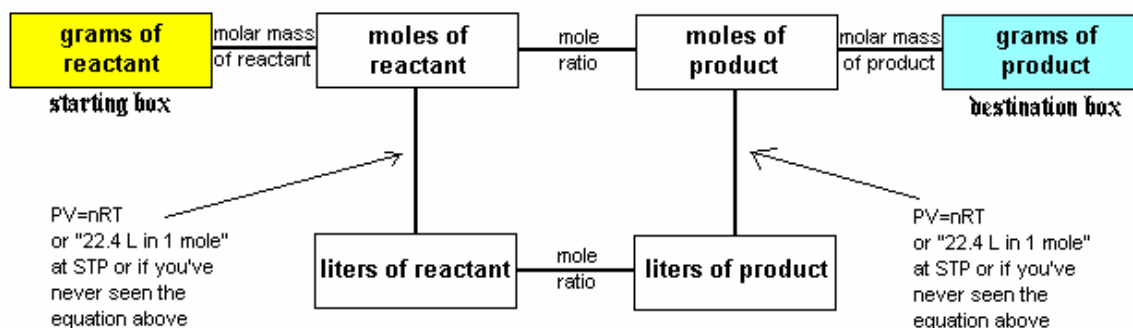 grams of
reactant
molar mass
of reactant
moles of
reactant
mole
ratio
moles of
product
molar mass
of product
grams of
product
starting box
destination box
PV=nRT
or "22.4 L in 1 mole"
at STP or if you've
never seen the
equation above
liters of reactant
mole
ratio
liters of product
PV=nRT
or "22.4 L in 1 mole"
at STP or if you've
never seen the
equation above